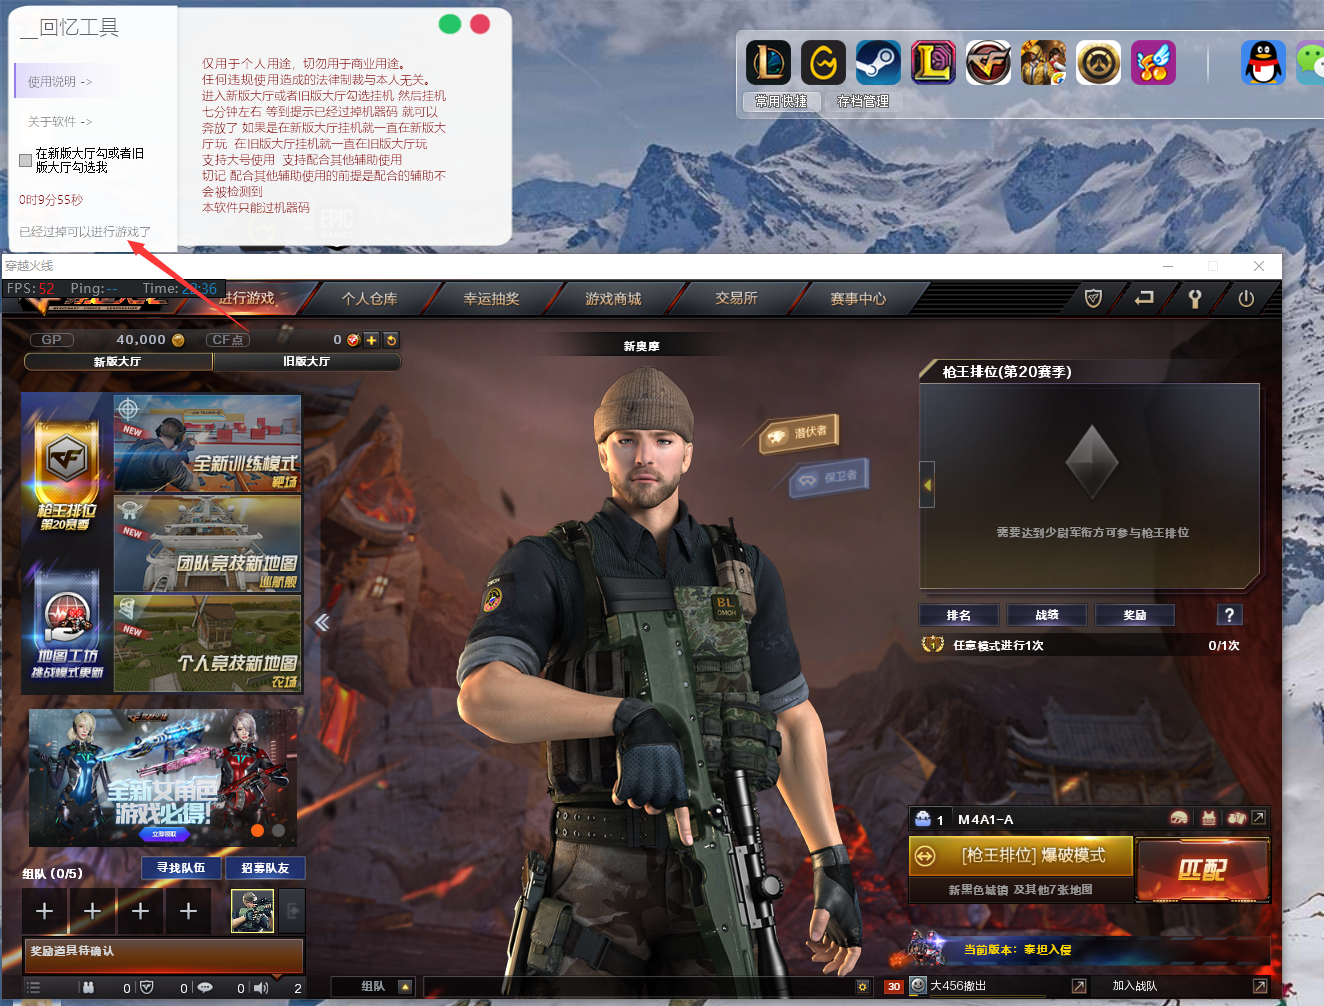 __回忆工具
使用说明 ->
关于软件 ->
在新版大厅勾或者旧
版大厅勾选我
0时9分55秒
已经过掉可以进行游戏了
仅用于个人用途，切勿用于商业用途。
任何违规使用造成的法律制裁与本人无关。
进入新版大厅或者旧版大厅勾选挂机 然后挂机
七分钟左右 等到提示已经过掉机器码 就可以
奔放了 如果是在新版大厅挂机就一直在新版大
厅玩 在旧版大厅挂机就一直在旧版大厅玩
支持大号使用 支持配合其他辅助使用
切记 配合其他辅助使用的前提是配合的辅助不
会被检测到
本软件只能过机器码
EPIC
常用快捷 存档管理
穿越火线
FPS: 52 Ping:-- Time: 22:36
进行游戏 个人仓库 幸运抽奖 游戏商城 交易所 赛事中心
GP 40,000 CF点 0
新版大厅 旧版大厅
新奥摩
枪王排位(第20赛季)
潜伏者
保卫者
NEW
全新训练模式
靶场
枪王排位
第20赛季
NEW
团队竞技新地图
巡航舰
NEW
个人竞技新地图
农场
地图工坊
挑战模式更新
需要达到少尉军衔方可参与枪王排位
排名 战绩 奖励 ?
任意模式进行1次 0/1次
BL
OMOH
全新女角色
游戏必得!
立即领取
1 M4A1-A
[枪王排位] 爆破模式
新黑色城镇 及其他7张地图
匹配
组队 (0/5) 寻找队伍 招募队友
奖励道具待确认
当前版本：泰坦入侵
0 0 0 2
组队
30 大456撤出 加入战队